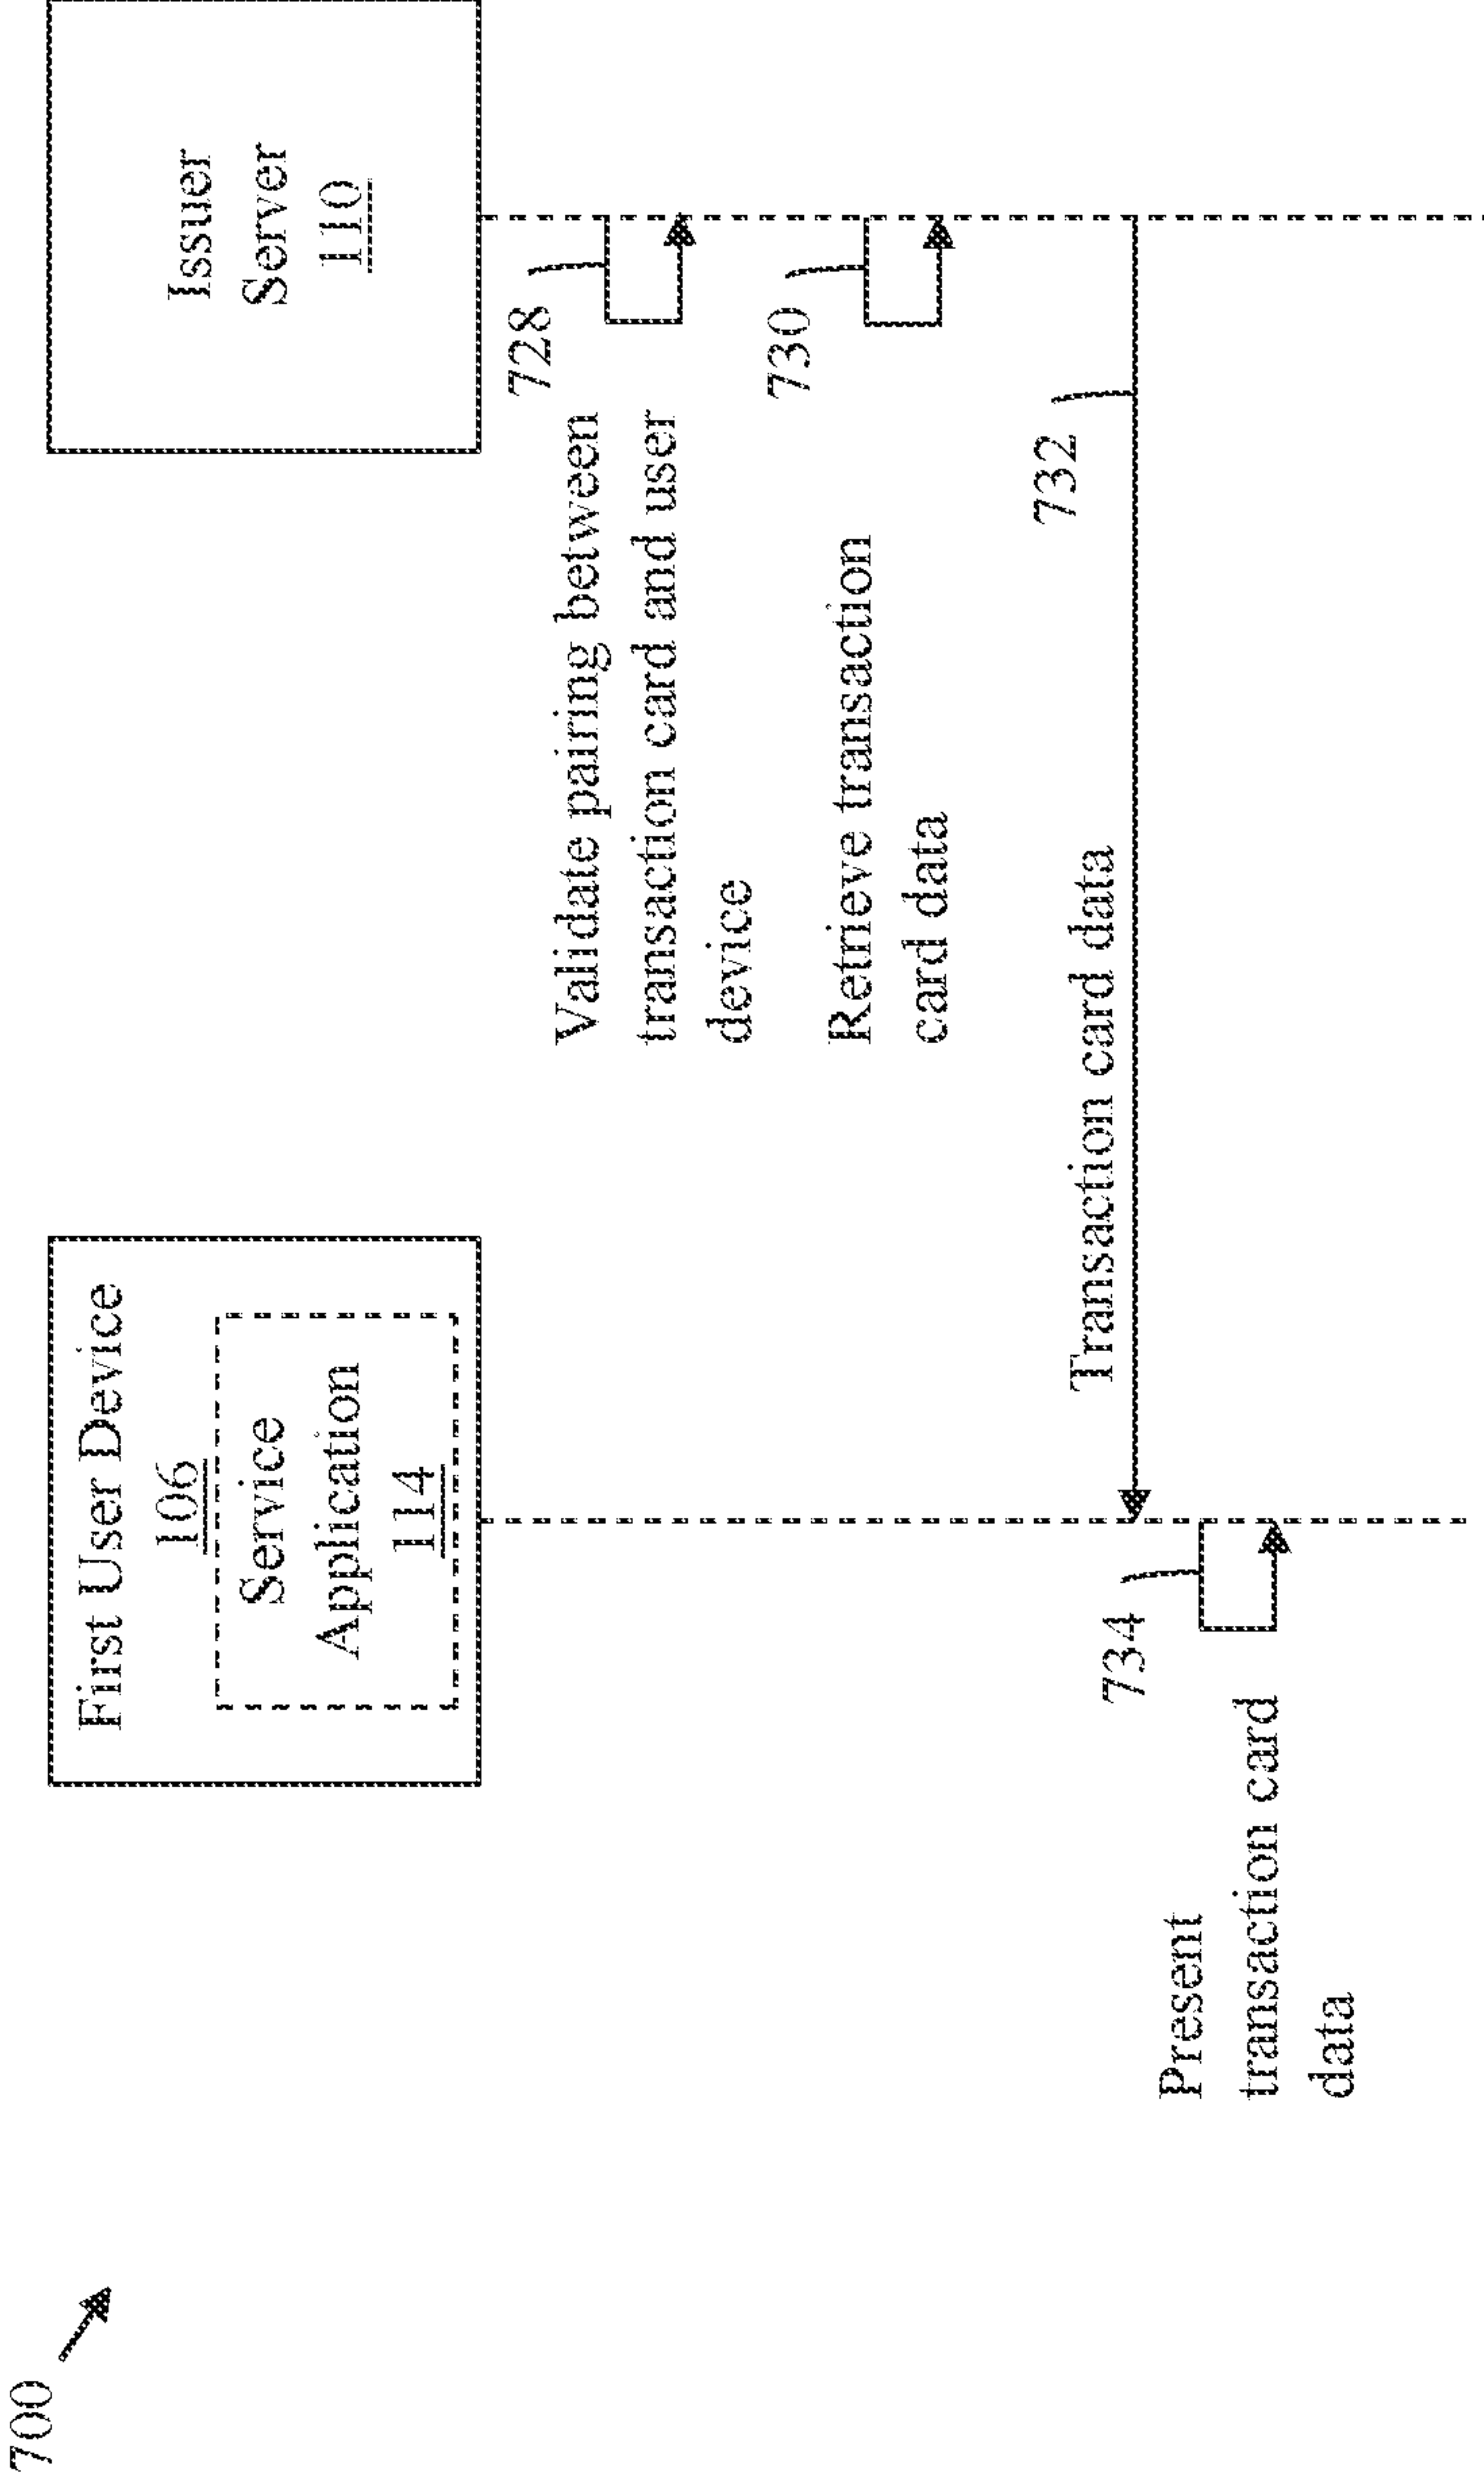 700
First User Device
106
Service
Application
114
Issuer
Server
110
728
Validate pairing between
transaction card and user
device
730
Retrieve transaction
card data
732
Transaction card data
734
Present
transaction card
data